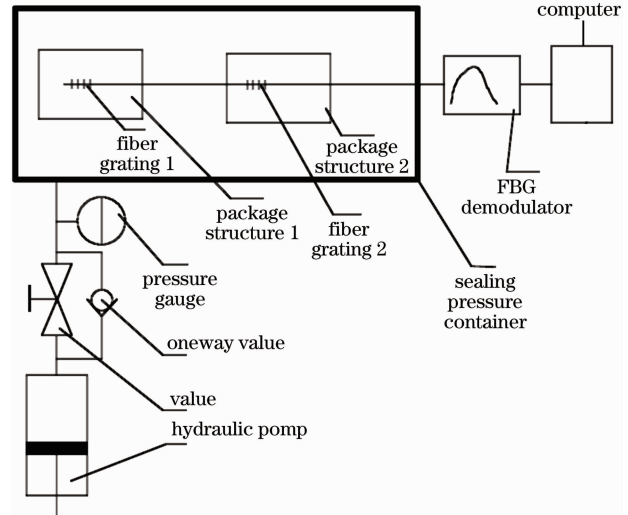 computer
fiber
grating 1
package
structure 2
FBG
demodulator
package
structure 1
fiber
grating 2
pressure
gauge
sealing
pressure
container
oneway value
value
hydraulic pomp